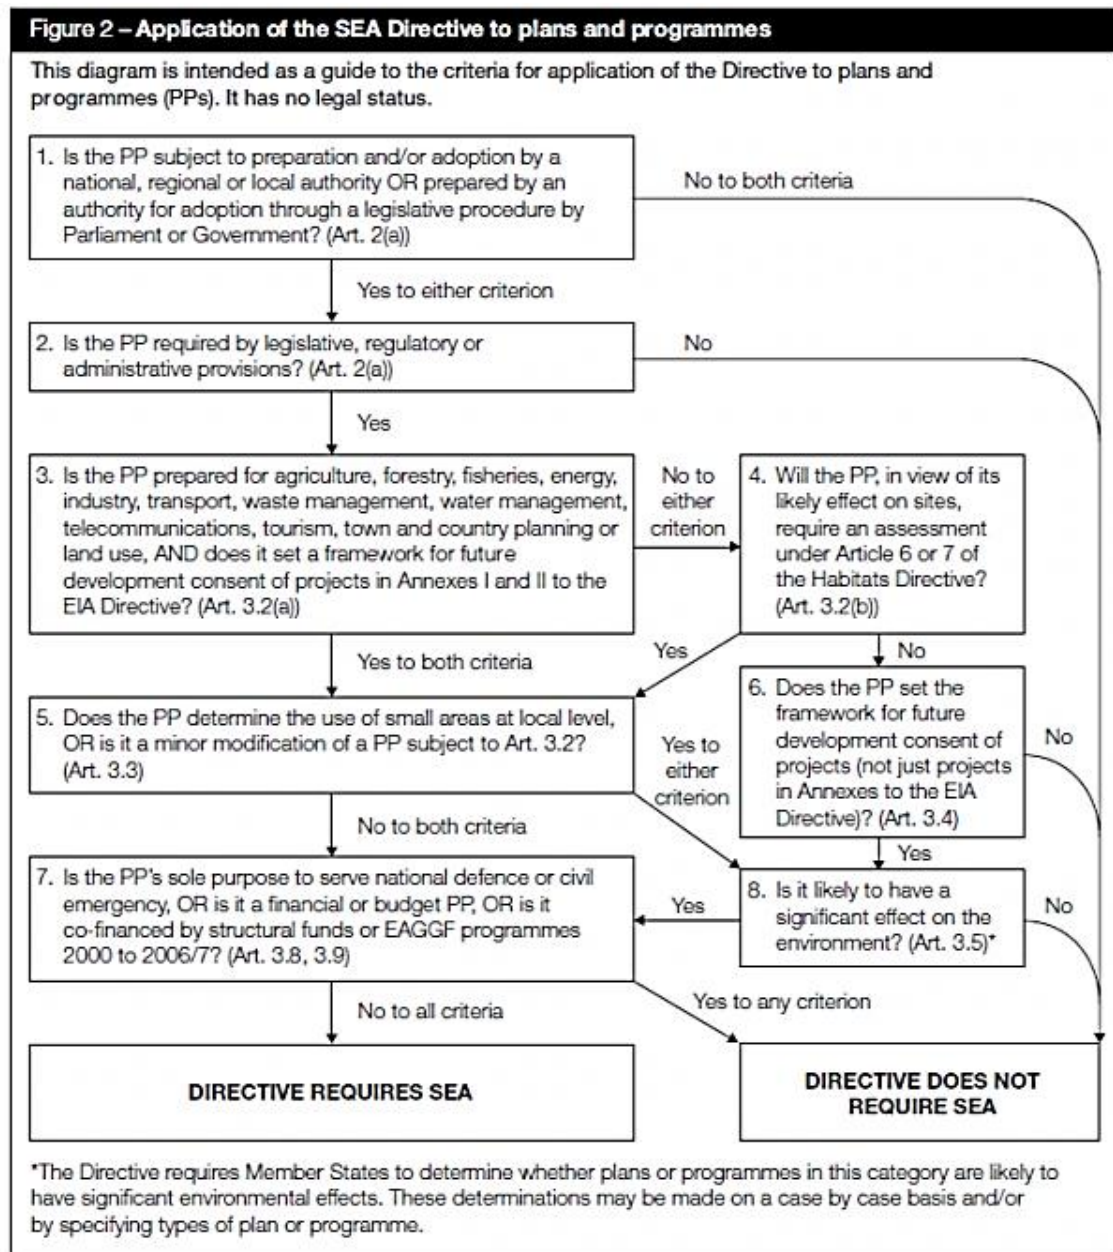 Figure 2 – Application of the SEA Directive to plans and programmes
This diagram is intended as a guide to the criteria for application of the Directive to plans and
programmes (PPs). It has no legal status.
1. Is the PP subject to preparation and/or adoption by a
national, regional or local authority OR prepared by an
authority for adoption through a legislative procedure by
Parliament or Government? (Art. 2(a))
No to both criteria
Yes to either criterion
2. Is the PP required by legislative, regulatory or
administrative provisions? (Art. 2(a))
No
Yes
3. Is the PP prepared for agriculture, forestry, fisheries, energy,
industry, transport, waste management, water management,
telecommunications, tourism, town and country planning or
land use, AND does it set a framework for future
development consent of projects in Annexes I and II to the
EIA Directive? (Art. 3.2(a))
No to
either
criterion
4. Will the PP, in view of its
likely effect on sites,
require an assessment
under Article 6 or 7 of
the Habitats Directive?
(Art. 3.2(b))
Yes to both criteria
Yes
No
5. Does the PP determine the use of small areas at local level,
OR is it a minor modification of a PP subject to Art. 3.2?
(Art. 3.3)
Yes to
either
criterion
6. Does the PP set the
framework for future
development consent of
projects (not just projects
in Annexes to the EIA
Directive)? (Art. 3.4)
No
No to both criteria
Yes
7. Is the PP's sole purpose to serve national defence or civil
emergency, OR is it a financial or budget PP, OR is it
co-financed by structural funds or EAGGF programmes
2000 to 2006/7? (Art. 3.8, 3.9)
Yes
8. Is it likely to have a
significant effect on the
environment? (Art. 3.5)*
No
No to all criteria
Yes to any criterion
DIRECTIVE REQUIRES SEA
DIRECTIVE DOES NOT
REQUIRE SEA
*The Directive requires Member States to determine whether plans or programmes in this category are likely to
have significant environmental effects. These determinations may be made on a case by case basis and/or
by specifying types of plan or programme.